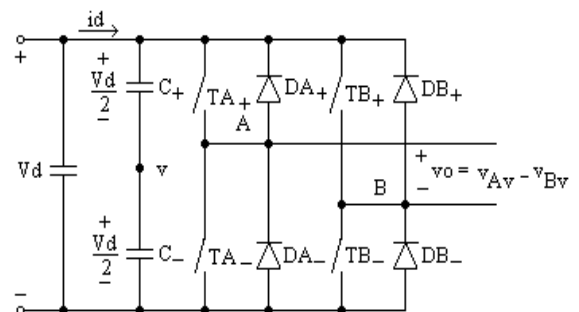 id
+
+
Vd
2
−
C+
TA+
DA+
TB+
DB+
A
Vd
v
+
vo = vAv − vBv
−
B
+
Vd
2
−
C−
TA−
DA−
TB−
DB−
−